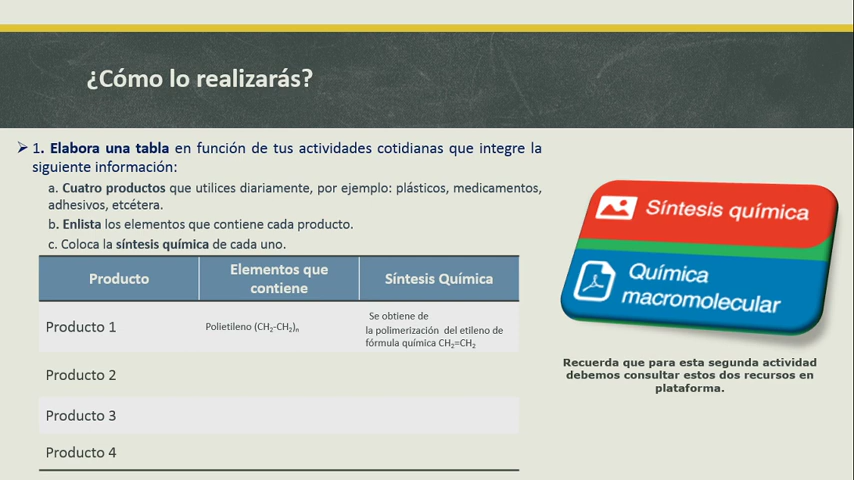 ¿Cómo lo realizarás?
➢ 1. Elabora una tabla en función de tus actividades cotidianas que integre la
siguiente información:
a. Cuatro productos que utilices diariamente, por ejemplo: plásticos, medicamentos,
adhesivos, etcétera.
b. Enlista los elementos que contiene cada producto.
c. Coloca la síntesis química de cada uno.
Producto
Elementos que
contiene
Síntesis Química
Producto 1
Polietileno (CH₂-CH₂)ₙ
Se obtiene de
la polimerización del etileno de
fórmula química CH₂=CH₂
Producto 2
Producto 3
Producto 4
Síntesis química
Química
macromolecular
Recuerda que para esta segunda actividad
debemos consultar estos dos recursos en
plataforma.